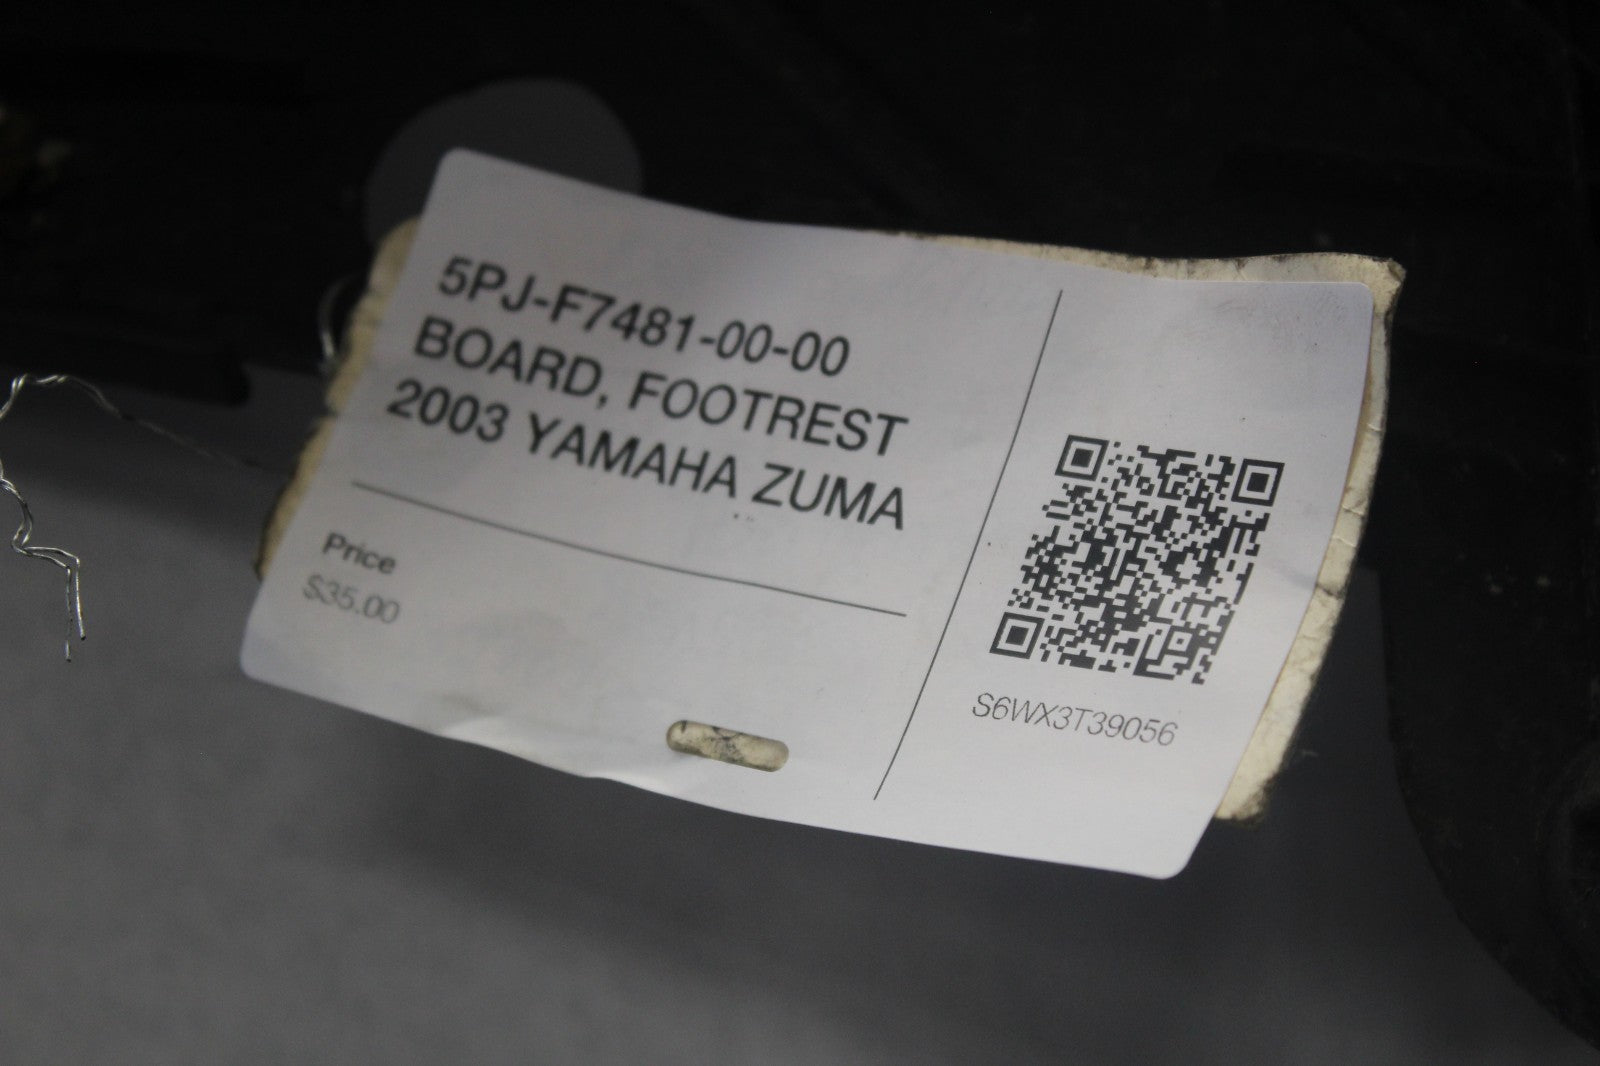 5PJ-F7481-00-00
BOARD, FOOTREST
2003 YAMAHA ZUMA
Price
$35.00
S6WX3T39056